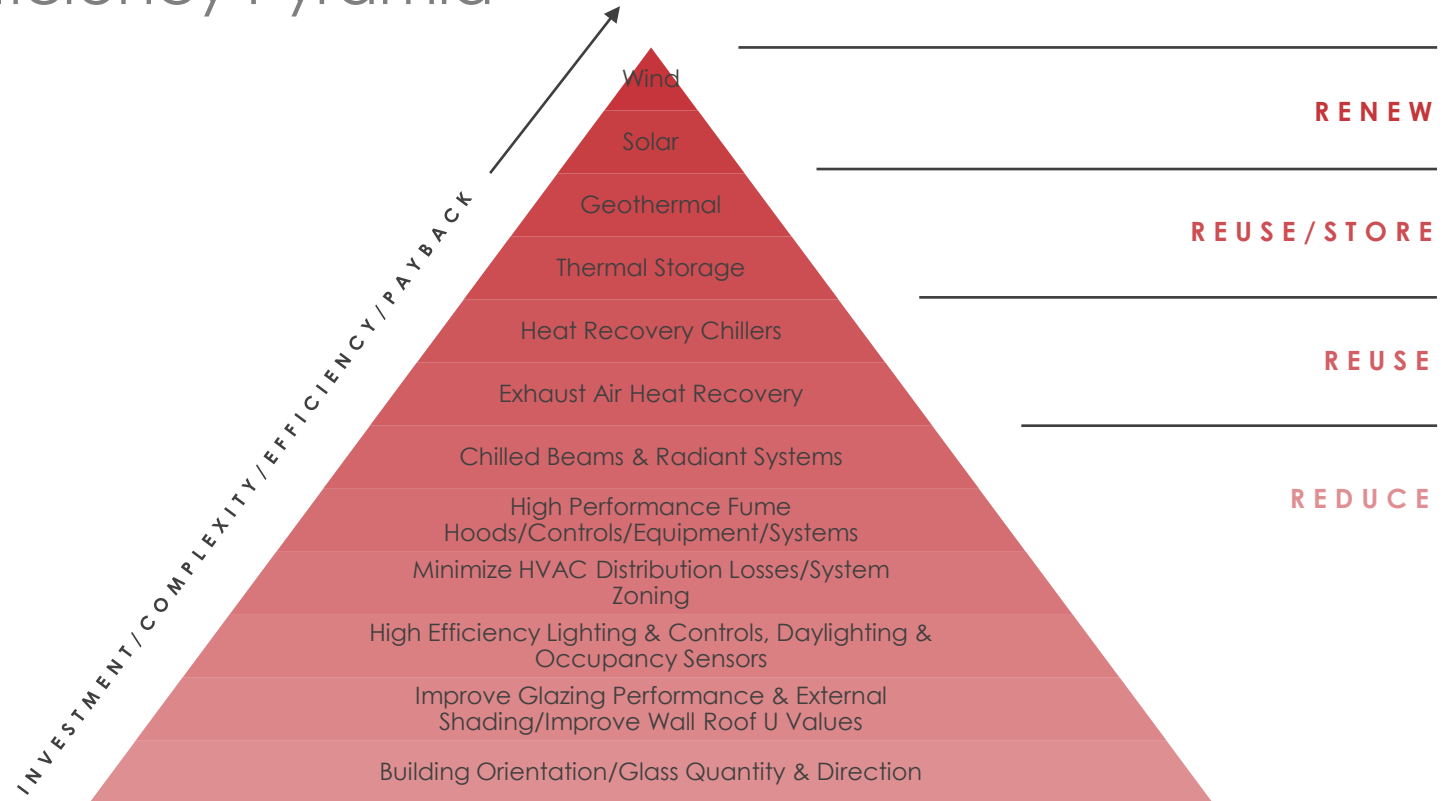 Pyramid
Wind
RENEW
Solar
Geothermal
REUSE/STORE
Thermal Storage
Heat Recovery Chillers
REUSE
Exhaust Air Heat Recovery
Chilled Beams & Radiant Systems
REDUCE
High Performance Fume
Hoods/Controls/Equipment/Systems
Minimize HVAC Distribution Losses/System
Zoning
High Efficiency Lighting & Controls, Daylighting &
Occupancy Sensors
Improve Glazing Performance & External
Shading/Improve Wall Roof U Values
Building Orientation/Glass Quantity & Direction
INVESTMENT/COMPLEXITY/EFFICIENCY/PAYBACK